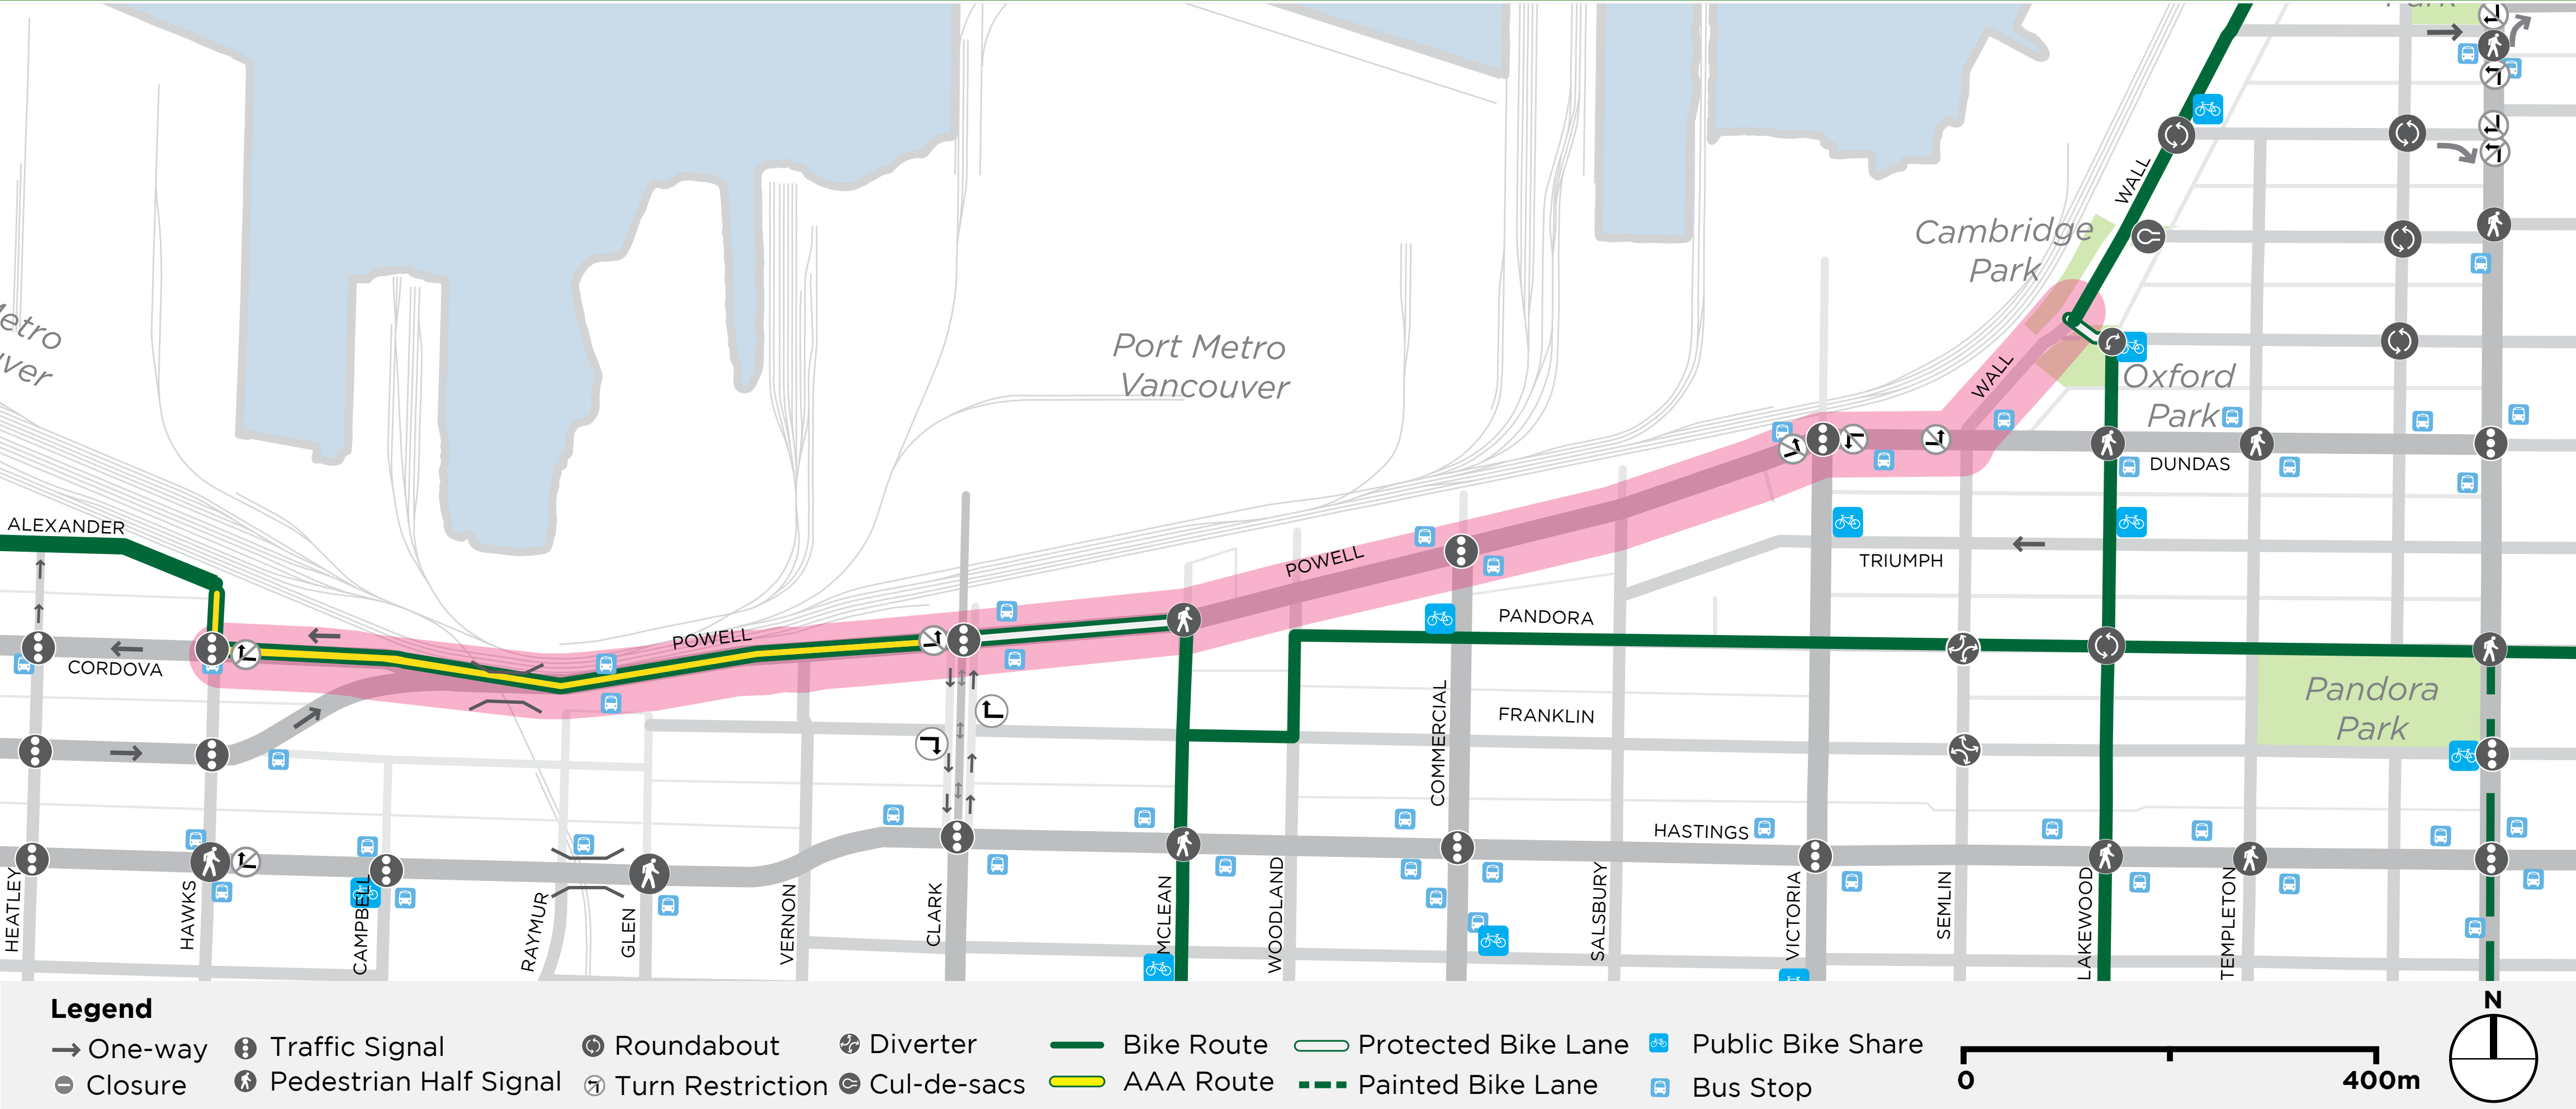 Park
WALL
Cambridge
Park
Metro
Port Metro
Vancouver
WALL
Oxford
Park
DUNDAS
ALEXANDER
POWELL
TRIUMPH
PANDORA
POWELL
CORDOVA
Pandora
Park
FRANKLIN
COMMERCIAL
HASTINGS
HEATLEY
HAWKS
CAMPBELL
RAYMUR
GLEN
VERNON
CLARK
MCLEAN
WOODLAND
SALSBURY
VICTORIA
SEMLIN
LAKEWOOD
TEMPLETON
Legend
One-way
Closure
Traffic Signal
Pedestrian Half Signal
Roundabout
Turn Restriction
Diverter
Cul-de-sacs
Bike Route
AAA Route
Protected Bike Lane
Painted Bike Lane
Public Bike Share
Bus Stop
0
400m
N